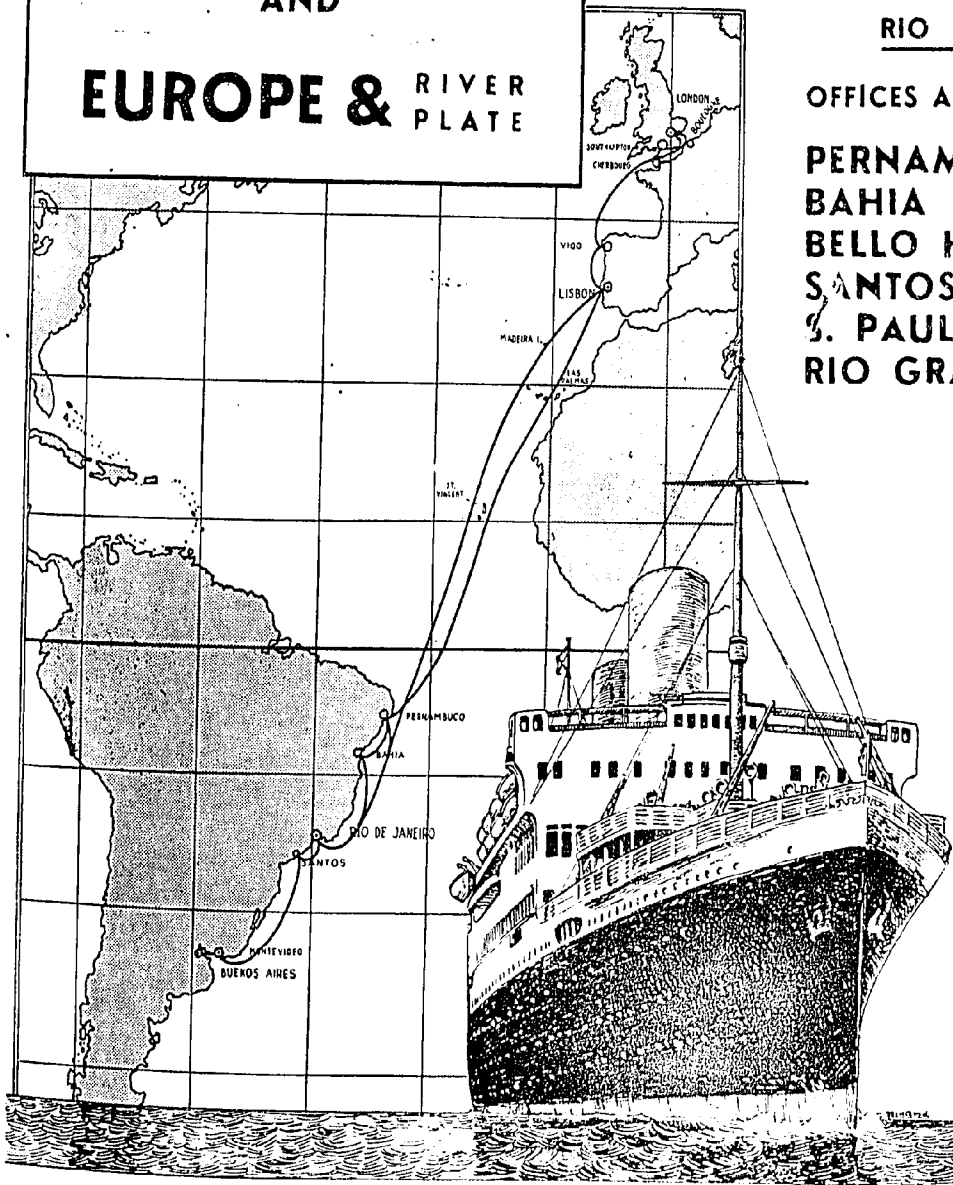 AND
EUROPE & RIVER
PLATE
RIO
OFFICES A
PERNAM
BAHIA
BELLO H
SANTOS
S. PAUL
RIO GRA
LONDON
BOULOGNE
SOUTHAMPTON
CHERBOURG
VIGO
LISBON
MADEIRA I.
LAS
PALMAS
ST.
VINCENT
PERNAMBUCO
BAHIA
RIO DE JANEIRO
SANTOS
MONTEVIDEO
BUENOS AIRES